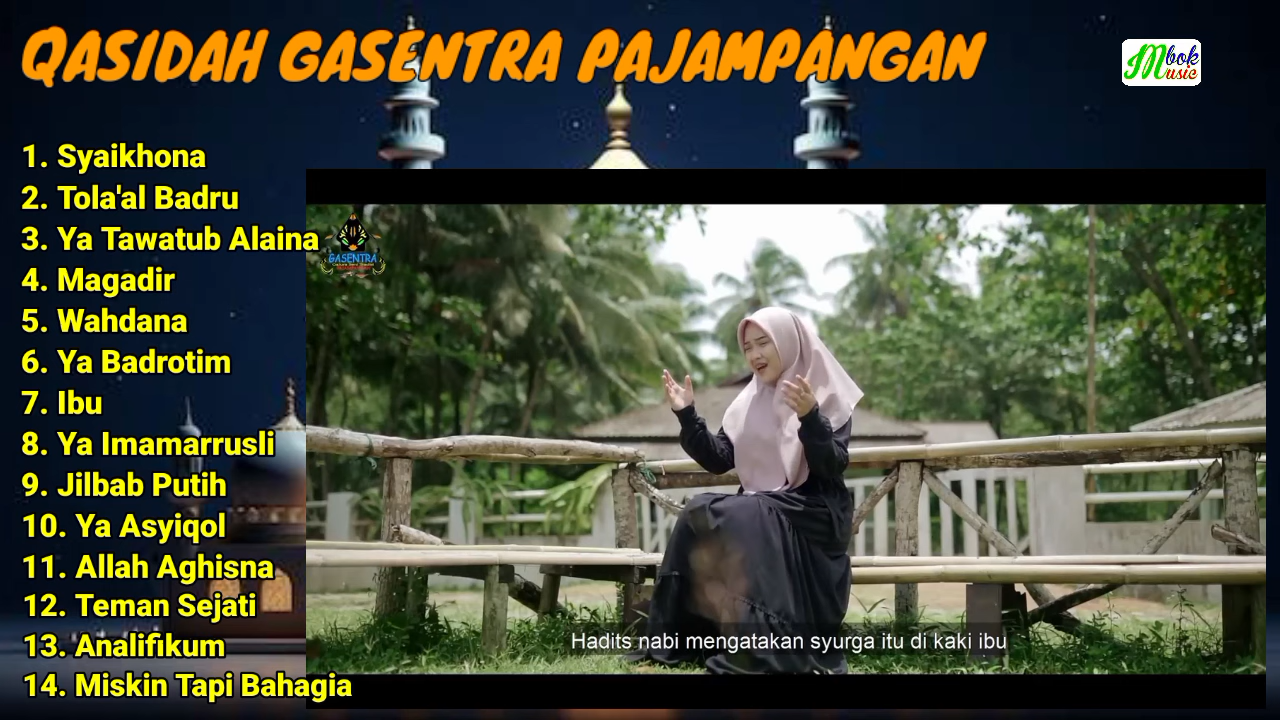 QASIDAH GASENTRA PAJAMPANGAN
Mbok
Music
1. Syaikhona
2. Tola'al Badru
3. Ya Tawatub Alaina
4. Magadir
5. Wahdana
6. Ya Badrotim
7. Ibu
8. Ya Imamarrusli
9. Jilbab Putih
10. Ya Asyiqol
11. Allah Aghisna
12. Teman Sejati
13. Analifikum
14. Miskin Tapi Bahagia
GASENTRA
Hadits nabi mengatakan syurga itu di kaki ibu